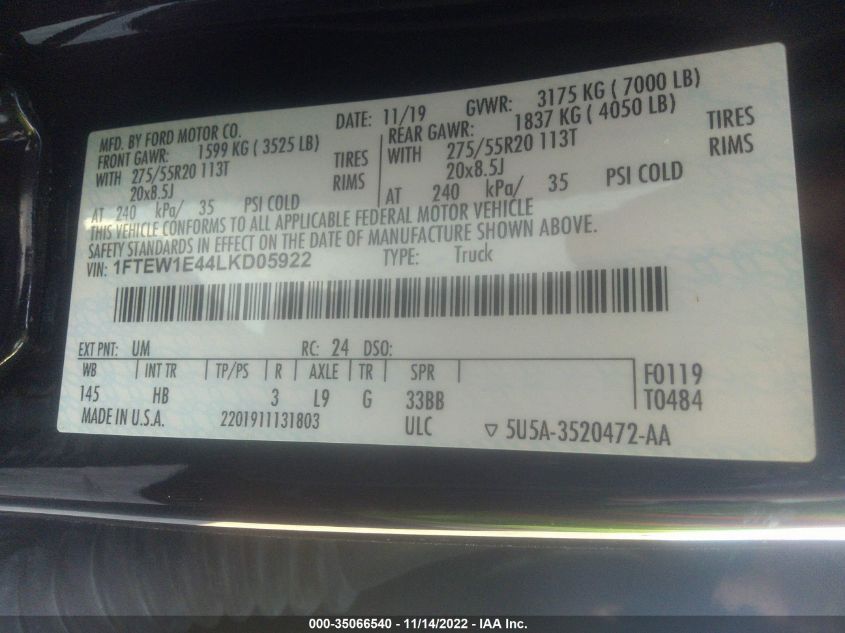 MFD. BY FORD MOTOR CO.
DATE: 11/19 GVWR: 3175 KG ( 7000 LB)
FRONT GAWR: 1599 KG ( 3525 LB)
WITH 275/55R20 113T TIRES
20x8.5J RIMS
AT 240 kPa/ 35 PSI COLD
REAR GAWR: 1837 KG ( 4050 LB)
WITH 275/55R20 113T TIRES
20x8.5J RIMS
AT 240 kPa/ 35 PSI COLD
THIS VEHICLE CONFORMS TO ALL APPLICABLE FEDERAL MOTOR VEHICLE
SAFETY STANDARDS IN EFFECT ON THE DATE OF MANUFACTURE SHOWN ABOVE.
VIN: 1FTEW1E44LKD05922 TYPE: Truck
EXT PNT: UM RC: 24 DSO:
WB INT TR TP/PS R AXLE TR SPR F0119
145 HB 3 L9 G 33BB T0484
MADE IN U.S.A. 2201911131803 ULC ▽ 5U5A-3520472-AA
000-35066540 - 11/14/2022 - IAA Inc.